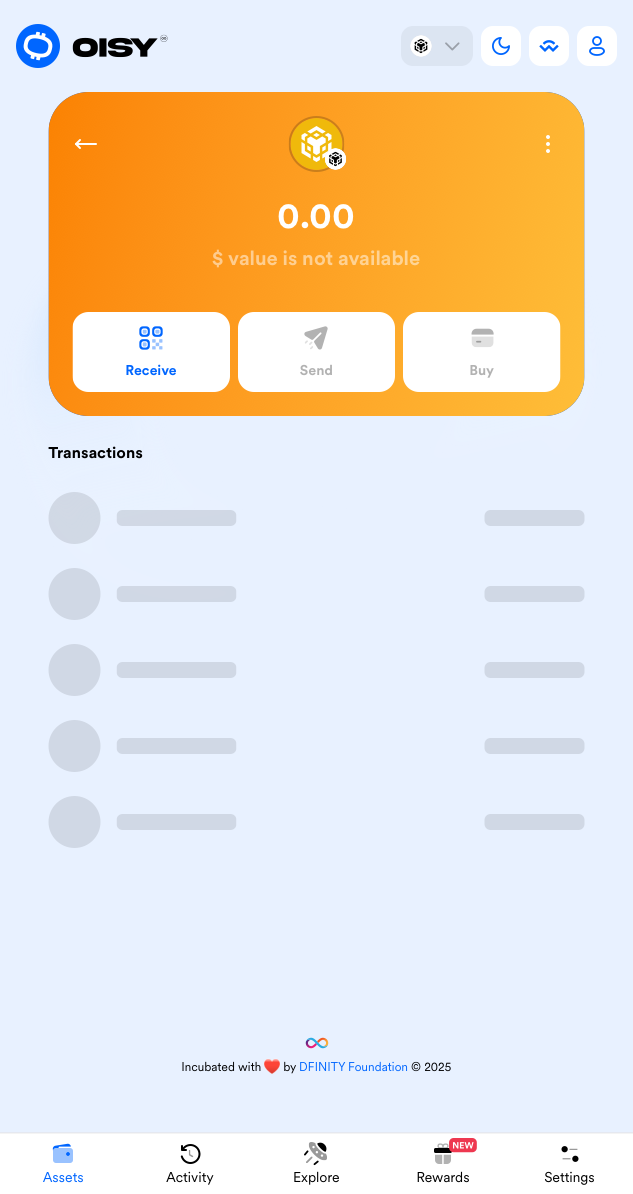 OISY
0.00
$ value is not available
Receive
Send
Buy
Transactions
Incubated with ❤️ by DFINITY Foundation © 2025
NEW
Assets
Activity
Explore
Rewards
Settings